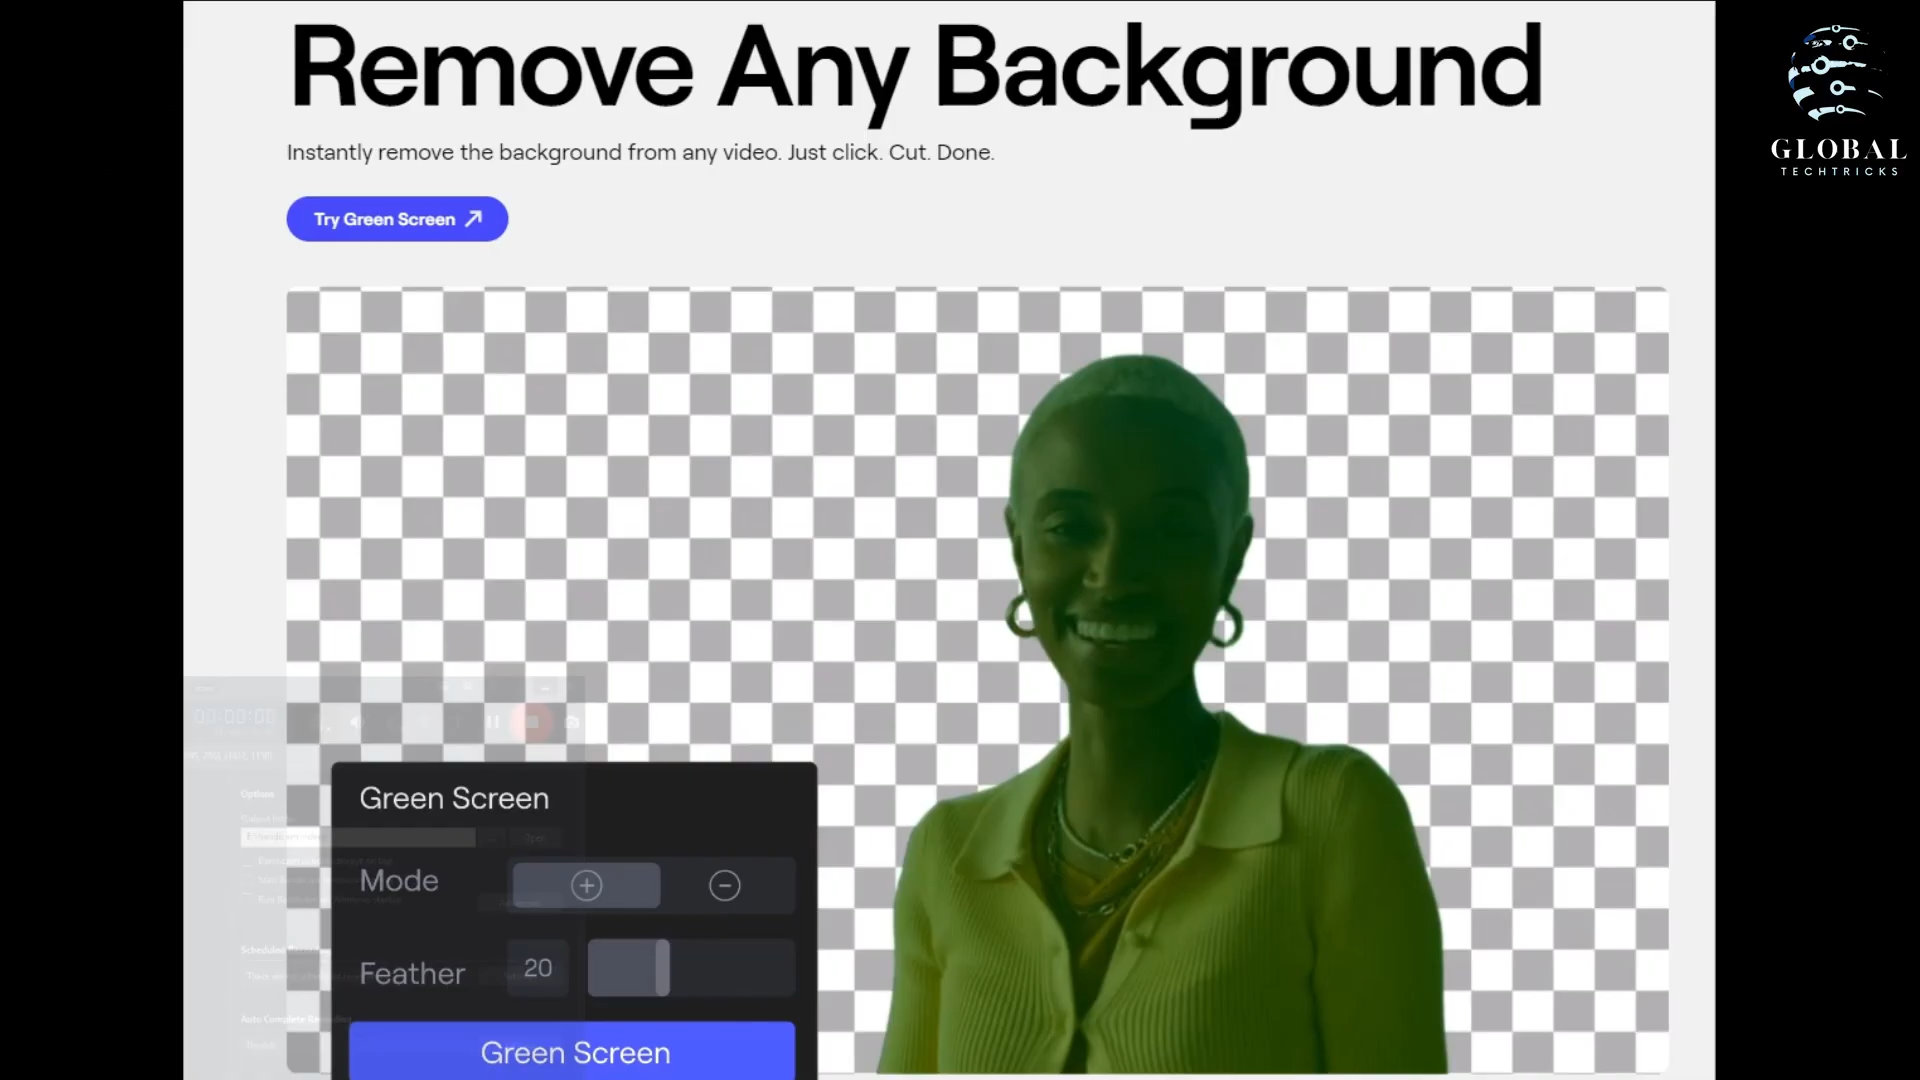 Remove Any Background
Instantly remove the background from any video. Just click. Cut. Done.
Try Green Screen
GLOBAL
TECHTRICKS
Green Screen
Mode
Feather 20
Green Screen
Options